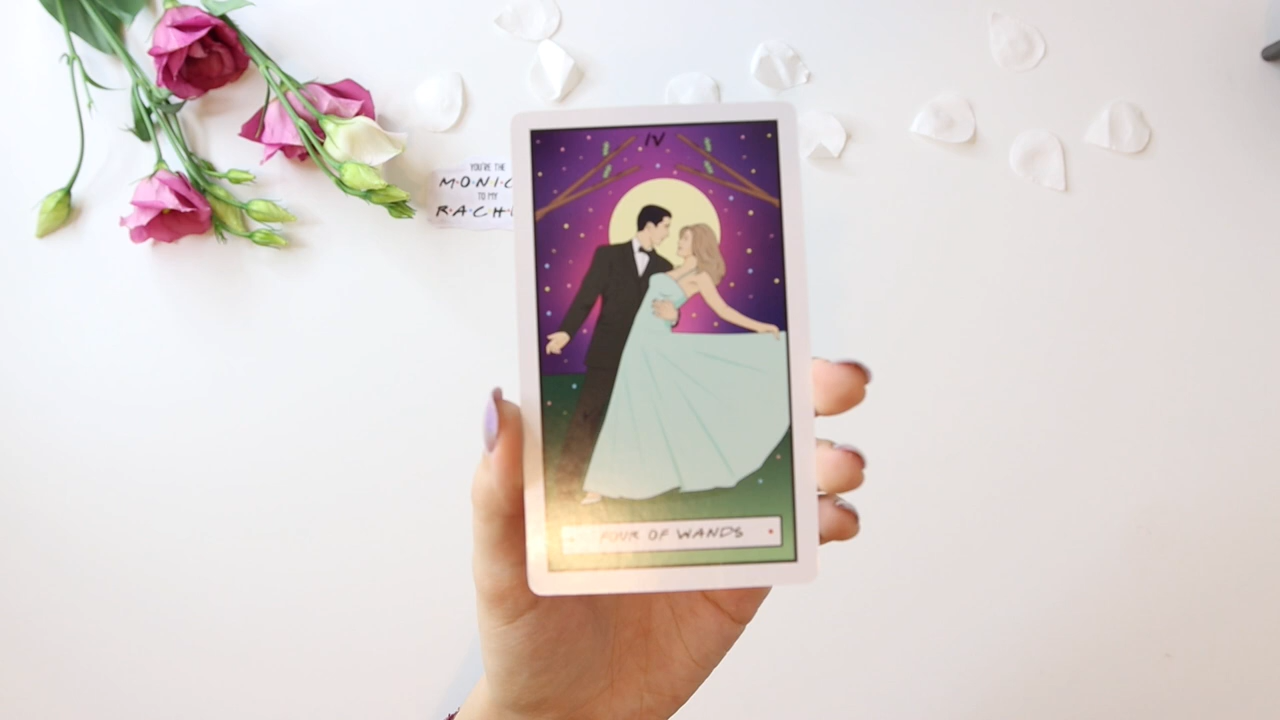 YOU'RE THE
M·O·N·I·C
TO MY
R·A·C·H
IV
FOUR OF WANDS